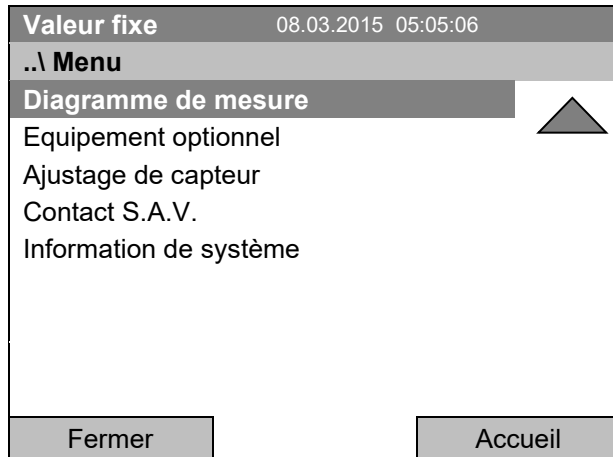 Valeur fixe 08.03.2015 05:05:06
..\ Menu
Diagramme de mesure
Equipement optionnel
Ajustage de capteur
Contact S.A.V.
Information de système
Fermer Accueil